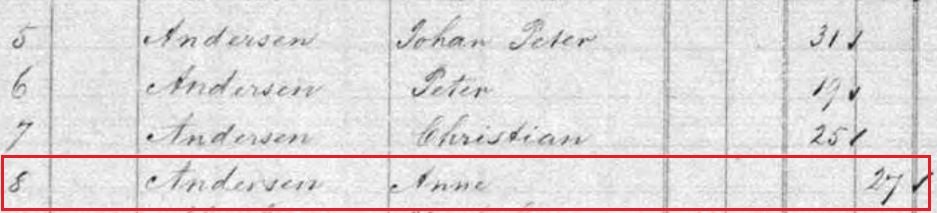 5 Andersen Johan Peter 31
6 Andersen Peter 19
7 Andersen Christian 25
8 Andersen Anne 27